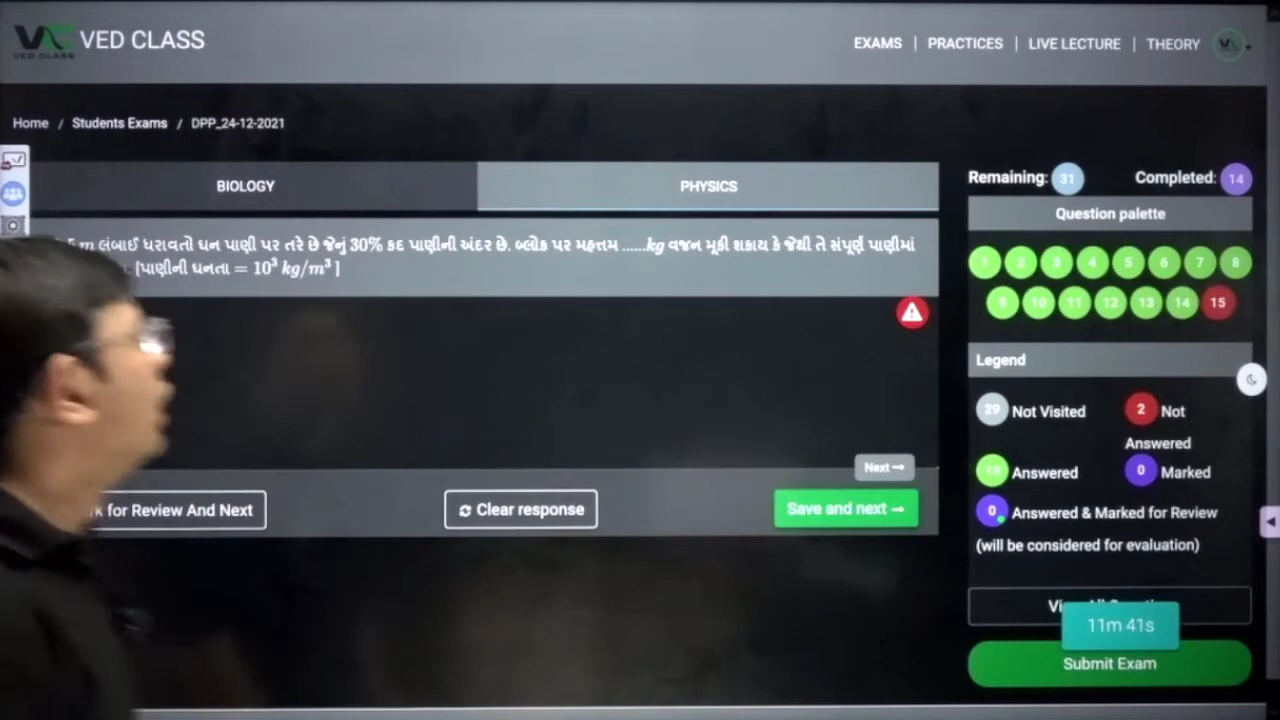 VED CLASS
VED CLASS
EXAMS | PRACTICES | LIVE LECTURE | THEORY
Home / Students Exams / DPP_24-12-2021
BIOLOGY
PHYSICS
Remaining: 31
Completed: 14
Question palette
m લંબાઈ ધરાવતો ઘન પાણી પર તરે છે જેનું 30% કદ પાણીની અંદર છે. બ્લોક પર મહત્તમ ......kg વજન મૂકી શકાય કે જેથી તે સંપૂર્ણ પાણીમાં
[પાણીની ઘનતા = 10³ kg/m³ ]
1 2 3 4 5 6 7 8
9 10 11 12 13 14 15
Legend
29 Not Visited
2 Not Answered
Answered
0 Marked
0 Answered & Marked for Review
(will be considered for evaluation)
Next →
for Review And Next
Clear response
Save and next →
11m 41s
Submit Exam